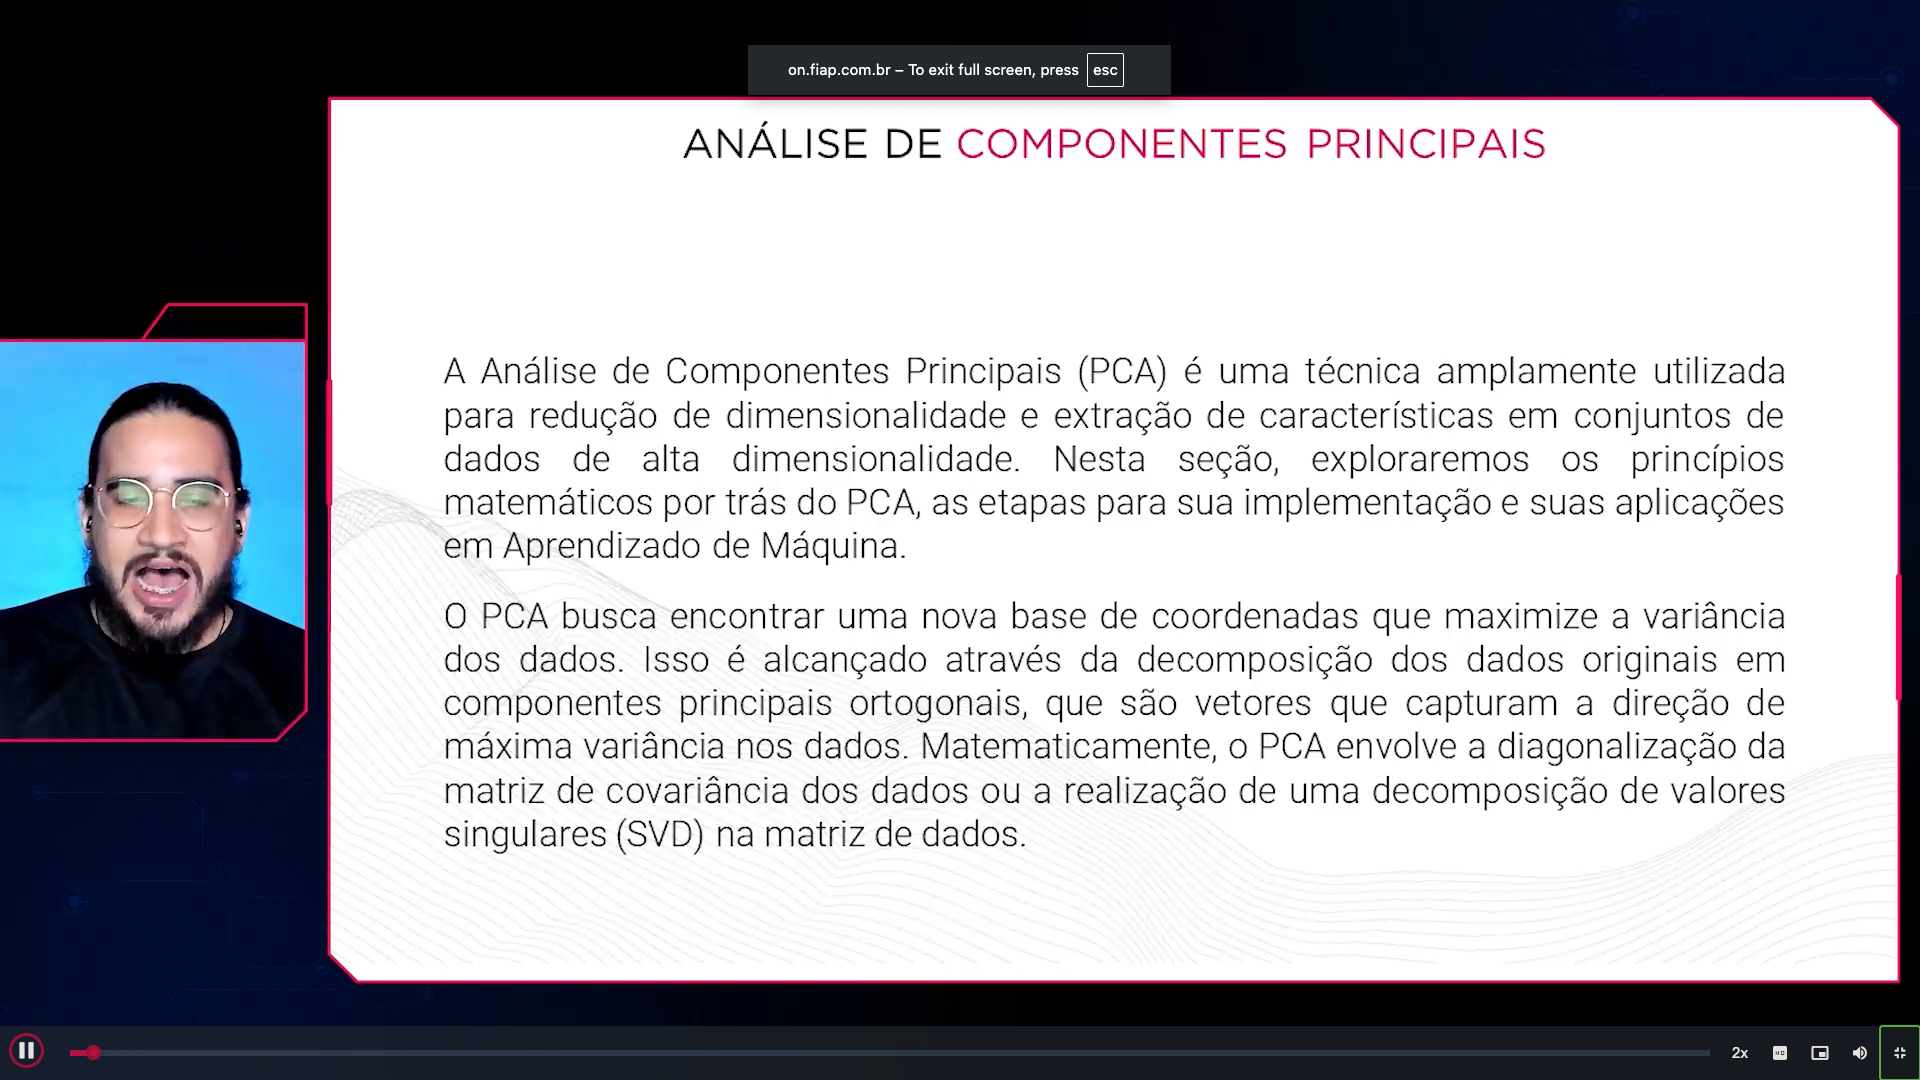 on.fiap.com.br – To exit full screen, press esc
ANÁLISE DE COMPONENTES PRINCIPAIS
A Análise de Componentes Principais (PCA) é uma técnica amplamente utilizada
para redução de dimensionalidade e extração de características em conjuntos de
dados de alta dimensionalidade. Nesta seção, exploraremos os princípios
matemáticos por trás do PCA, as etapas para sua implementação e suas aplicações
em Aprendizado de Máquina.
O PCA busca encontrar uma nova base de coordenadas que maximize a variância
dos dados. Isso é alcançado através da decomposição dos dados originais em
componentes principais ortogonais, que são vetores que capturam a direção de
máxima variância nos dados. Matematicamente, o PCA envolve a diagonalização da
matriz de covariância dos dados ou a realização de uma decomposição de valores
singulares (SVD) na matriz de dados.
2x
HD